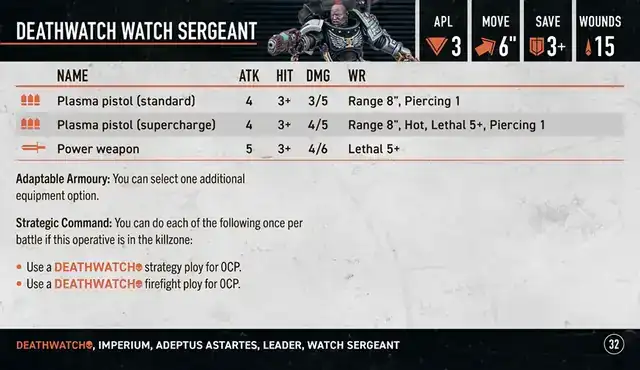 DEATHWATCH WATCH SERGEANT
APL 3
MOVE 6"
SAVE 3+
WOUNDS 15
NAME ATK HIT DMG WR
Plasma pistol (standard) 4 3+ 3/5 Range 8", Piercing 1
Plasma pistol (supercharge) 4 3+ 4/5 Range 8", Hot, Lethal 5+, Piercing 1
Power weapon 5 3+ 4/6 Lethal 5+
Adaptable Armoury: You can select one additional
equipment option.
Strategic Command: You can do each of the following once per
battle if this operative is in the killzone:
• Use a DEATHWATCH strategy ploy for 0CP.
• Use a DEATHWATCH firefight ploy for 0CP.
DEATHWATCH, IMPERIUM, ADEPTUS ASTARTES, LEADER, WATCH SERGEANT
32